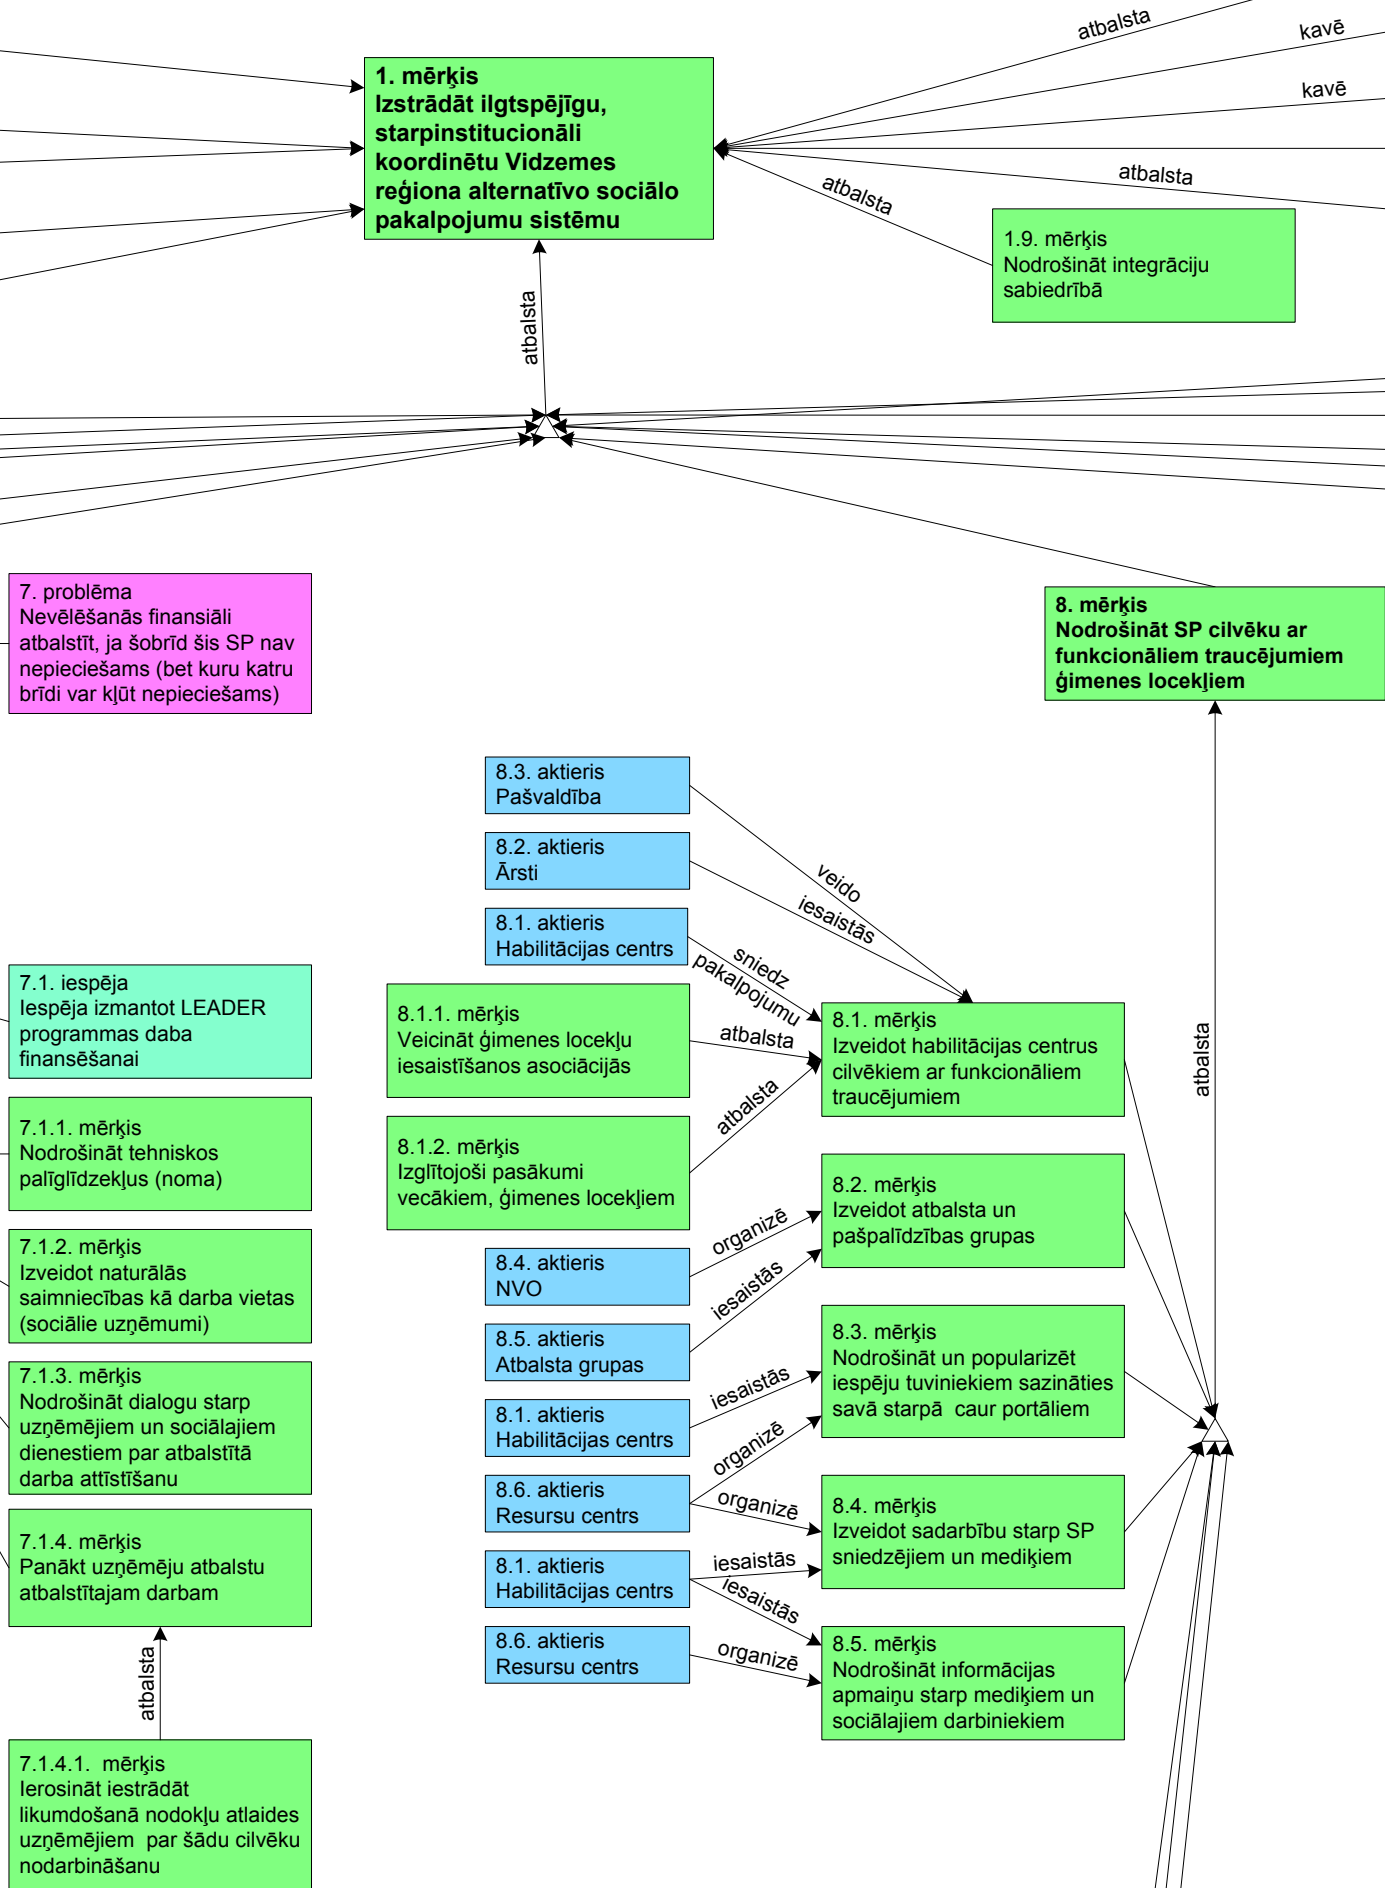 atbalsta
kavē
kavē
atbalsta
atbalsta
1. mērķis
Izstrādāt ilgtspējīgu,
starpinstitucionāli
koordinētu Vidzemes
reģiona alternatīvo sociālo
pakalpojumu sistēmu
1.9. mērķis
Nodrošināt integrāciju
sabiedrībā
atbalsta
7. problēma
Nevēlēšanās finansiāli
atbalstīt, ja šobrīd šis SP nav
nepieciešams (bet kuru katru
brīdi var kļūt nepieciešams)
8. mērķis
Nodrošināt SP cilvēku ar
funkcionāliem traucējumiem
ģimenes locekļiem
8.3. aktieris
Pašvaldība
8.2. aktieris
Ārsti
8.1. aktieris
Habilitācijas centrs
veido
iesaistās
sniedz
pakalpojumu
7.1. iespēja
Iespēja izmantot LEADER
programmas daba
finansēšanai
8.1.1. mērķis
Veicināt ģimenes locekļu
iesaistīšanos asociācijās
atbalsta
8.1. mērķis
Izveidot habilitācijas centrus
cilvēkiem ar funkcionāliem
traucējumiem
atbalsta
7.1.1. mērķis
Nodrošināt tehniskos
palīglīdzekļus (noma)
8.1.2. mērķis
Izglītojoši pasākumi
vecākiem, ģimenes locekļiem
atbalsta
8.2. mērķis
Izveidot atbalsta un
pašpalīdzības grupas
7.1.2. mērķis
Izveidot naturālās
saimniecības kā darba vietas
(sociālie uzņēmumi)
8.4. aktieris
NVO
organizē
8.5. aktieris
Atbalsta grupas
iesaistās
8.3. mērķis
Nodrošināt un popularizēt
iespēju tuviniekiem sazināties
savā starpā  caur portāliem
7.1.3. mērķis
Nodrošināt dialogu starp
uzņēmējiem un sociālajiem
dienestiem par atbalstītā
darba attīstīšanu
8.1. aktieris
Habilitācijas centrs
iesaistās
organizē
8.6. aktieris
Resursu centrs
organizē
8.4. mērķis
Izveidot sadarbību starp SP
sniedzējiem un mediķiem
7.1.4. mērķis
Panākt uzņēmēju atbalstu
atbalstītajam darbam
8.1. aktieris
Habilitācijas centrs
iesaistās
iesaistās
8.6. aktieris
Resursu centrs
organizē
8.5. mērķis
Nodrošināt informācijas
apmaiņu starp mediķiem un
sociālajiem darbiniekiem
atbalsta
7.1.4.1.  mērķis
Ierosināt iestrādāt
likumdošanā nodokļu atlaides
uzņēmējiem  par šādu cilvēku
nodarbināšanu